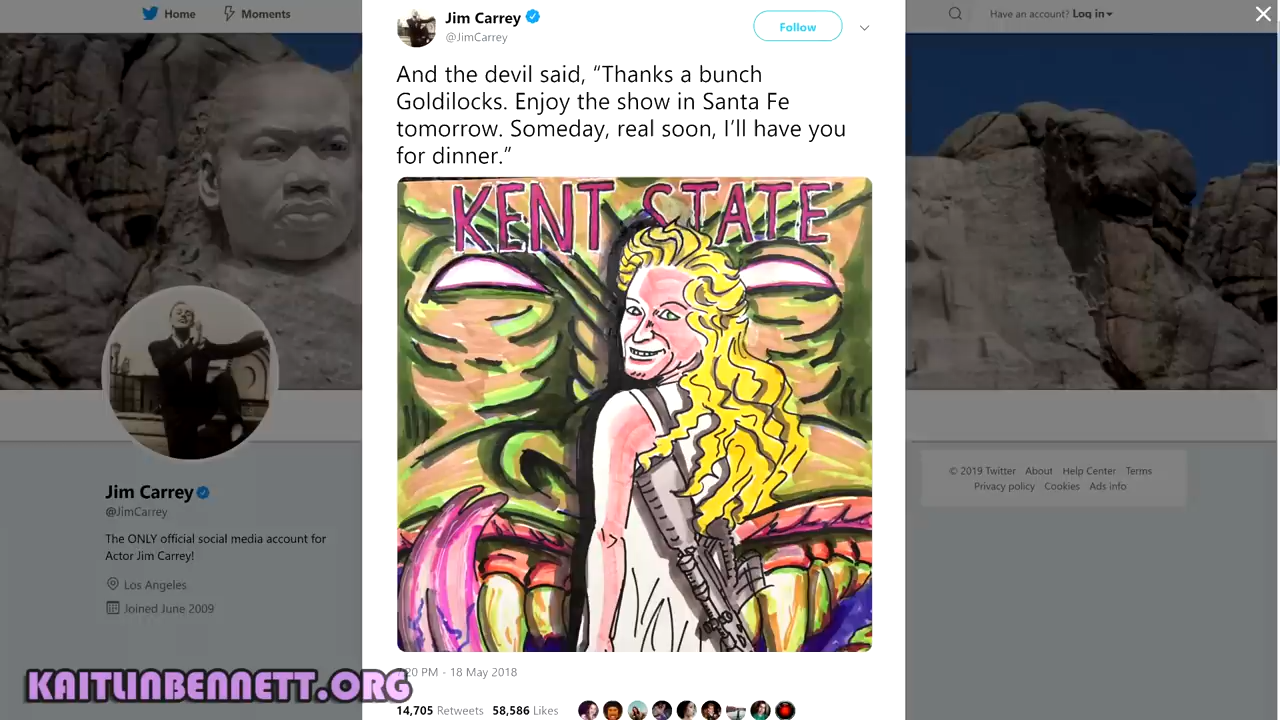 Home
Moments
Have an account? Log in
Jim Carrey
@JimCarrey
Follow
And the devil said, “Thanks a bunch
Goldilocks. Enjoy the show in Santa Fe
tomorrow. Someday, real soon, I’ll have you
for dinner.”
KENT STATE
Jim Carrey
@JimCarrey
The ONLY official social media account for
Actor Jim Carrey!
Los Angeles
Joined June 2009
© 2019 Twitter About Help Center Terms
Privacy policy Cookies Ads info
20 PM - 18 May 2018
KAITLINBENNETT.ORG
14,705 Retweets 58,586 Likes